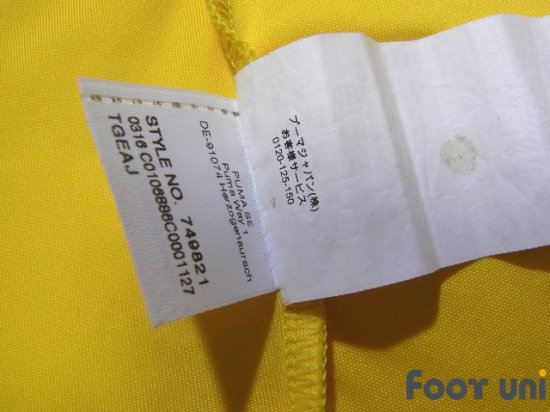 STYLE NO. 749821
0316 C0106686C0001127
TGEAJ
PUMA SE
Puma Way 1
DE-91074 Herzogenaurach
プーマジャパン(株)
お客様サービス
0120-125-150
FOOT UNI